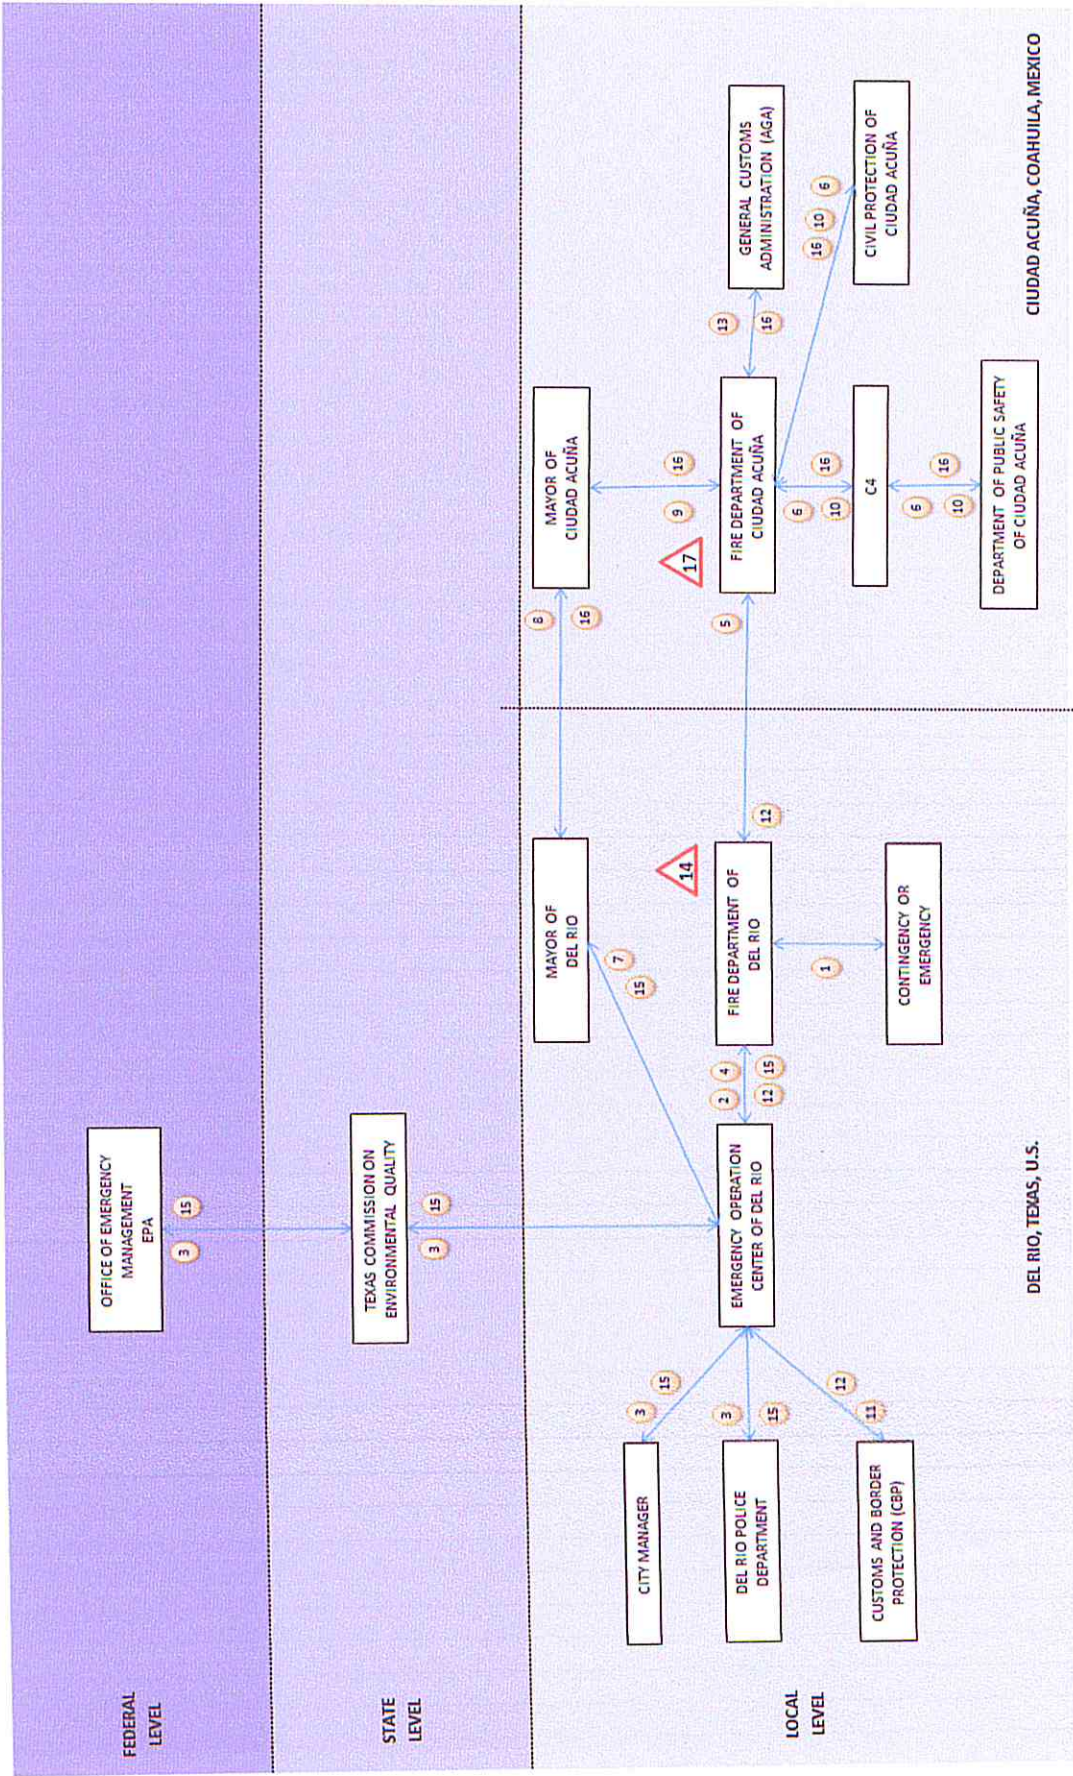 FEDERAL
LEVEL
OFFICE OF EMERGENCY
MANAGEMENT
EPA
3
15
STATE
LEVEL
TEXAS COMMISSION ON
ENVIRONMENTAL QUALITY
3
15
LOCAL
LEVEL
CITY MANAGER
3
15
DEL RIO POLICE
DEPARTMENT
3
15
CUSTOMS AND BORDER
PROTECTION (CBP)
11
12
EMERGENCY OPERATION
CENTER OF DEL RIO
2
4
12
15
MAYOR OF
DEL RIO
7
15
14
FIRE DEPARTMENT OF
DEL RIO
12
1
CONTINGENCY OR
EMERGENCY
DEL RIO, TEXAS, U.S.
8
16
MAYOR OF
CIUDAD ACUÑA
9
16
17
5
FIRE DEPARTMENT OF
CIUDAD ACUÑA
13
16
GENERAL CUSTOMS
ADMINISTRATION (AGA)
16
10
6
CIVIL PROTECTION OF
CIUDAD ACUÑA
6
10
16
C4
6
10
16
DEPARTMENT OF PUBLIC SAFETY
OF CIUDAD ACUÑA
CIUDAD ACUÑA, COAHUILA, MEXICO